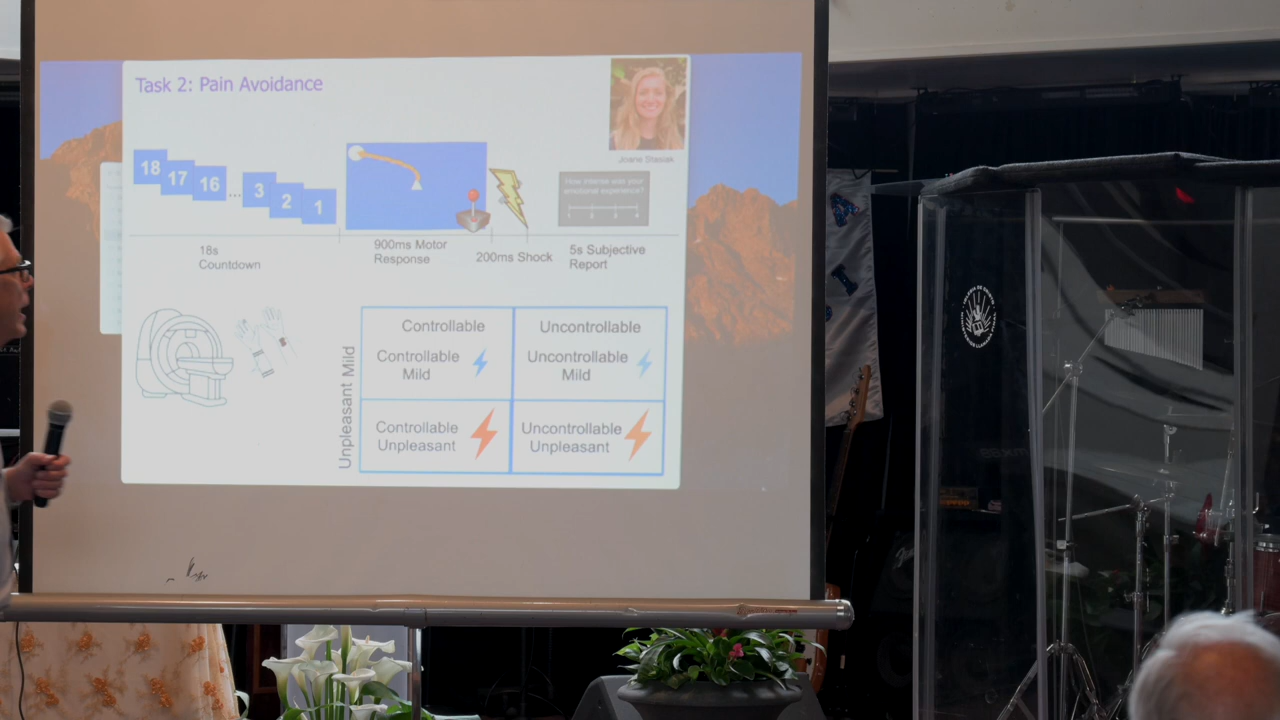 Task 2: Pain Avoidance
Joanne Stasiak
18 17 16 ... 3 2 1
How intense was your
emotional experience?
18s
Countdown
900ms Motor
Response
200ms Shock
5s Subjective
Report
Unpleasant Mild
Controllable
Uncontrollable
Controllable
Mild
Uncontrollable
Mild
Controllable
Unpleasant
Uncontrollable
Unpleasant
Fender